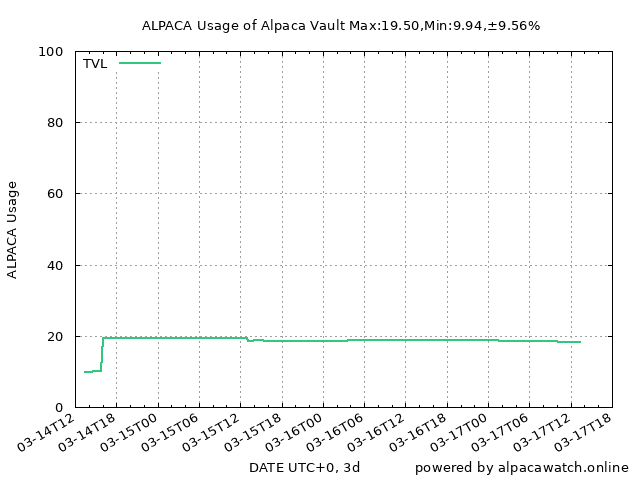 ALPACA Usage of Alpaca Vault Max:19.50,Min:9.94,±9.56%
TVL
100
80
60
40
20
0
ALPACA Usage
03-14T12
03-14T18
03-15T00
03-15T06
03-15T12
03-15T18
03-16T00
03-16T06
03-16T12
03-16T18
03-17T00
03-17T06
03-17T12
03-17T18
DATE UTC+0, 3d
powered by alpacawatch.online